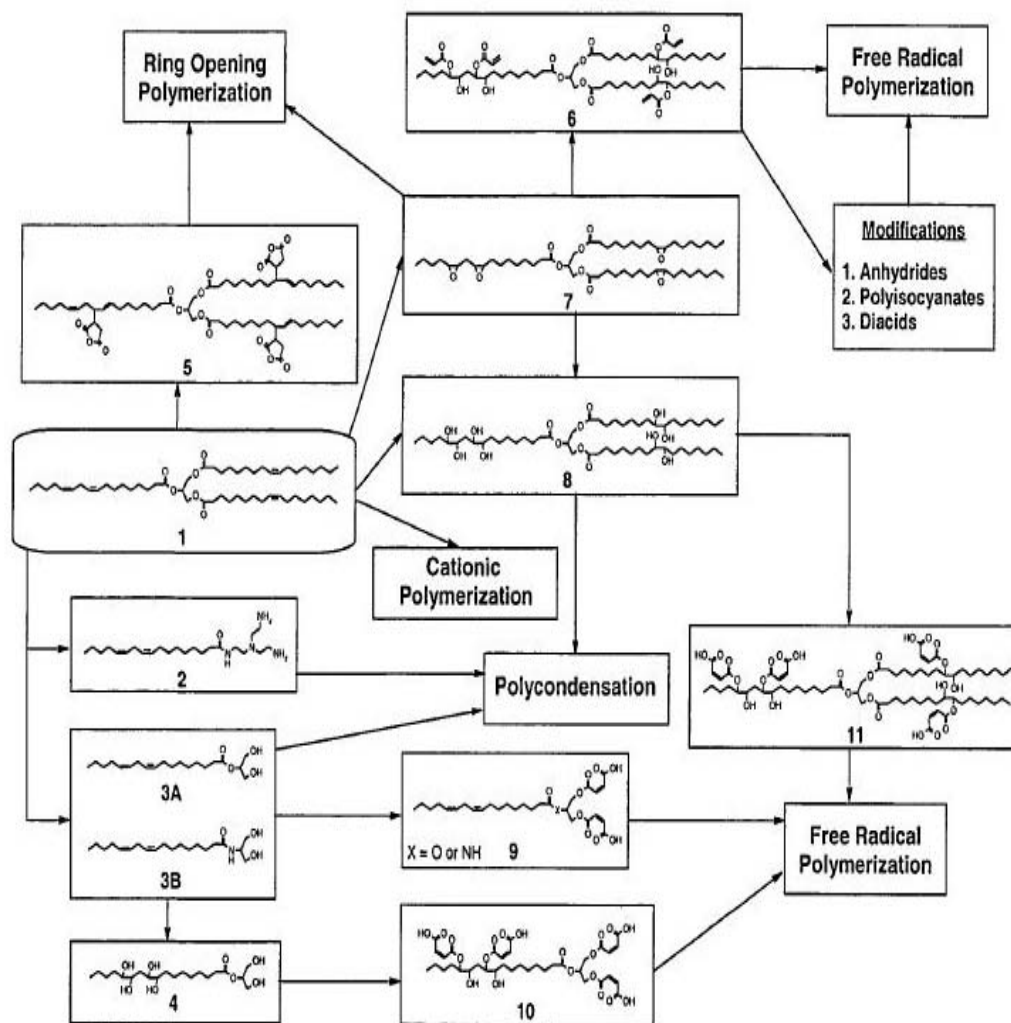 Ring Opening
Polymerization
6
Free Radical
Polymerization
5
7
Modifications
1. Anhydrides
2. Polyisocyanates
3. Diacids
1
8
Cationic
Polymerization
2
Polycondensation
11
3A
3B
X = O or NH
9
Free Radical
Polymerization
4
10